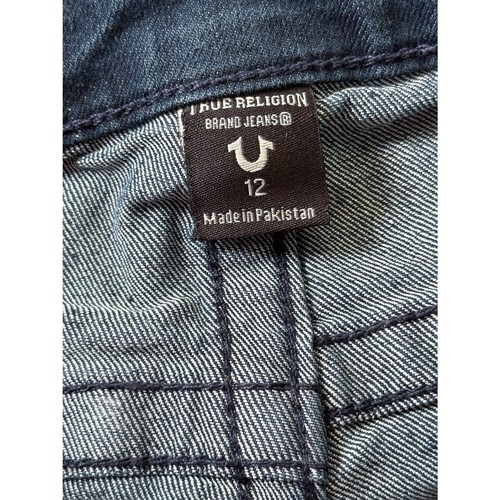 TRUE RELIGION
BRAND JEANS®
12
Made in Pakistan